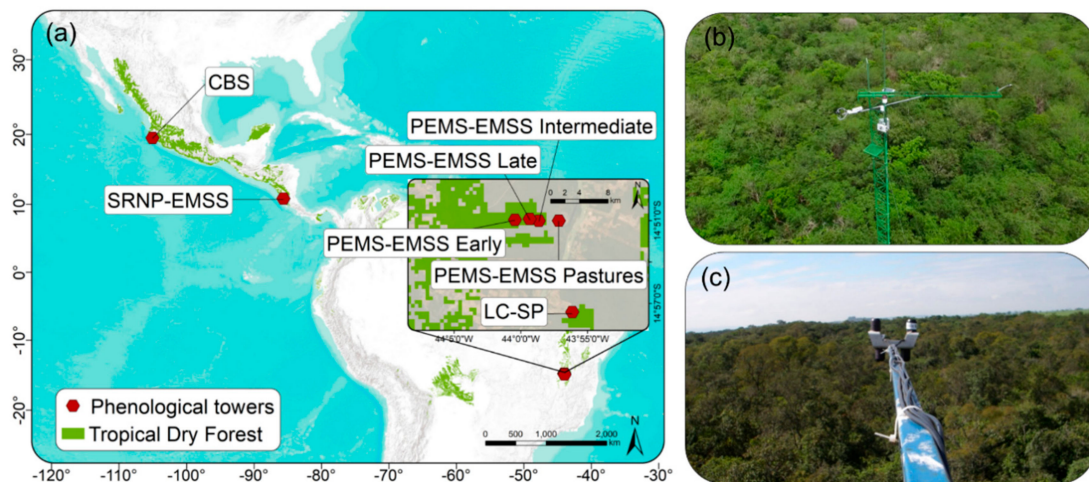 (a)
CBS
SRNP-EMSS
PEMS-EMSS Intermediate
PEMS-EMSS Late
PEMS-EMSS Early
PEMS-EMSS Pastures
LC-SP
N
0 2 4 8
km
14°51'0"S
14°57'0"S
44°5'0"W 44°0'0"W 43°55'0"W
30°
20°
10°
0°
-10°
-20°
Phenological towers
Tropical Dry Forest
0 500 1,000 2,000
km
N
-120° -110° -100° -90° -80° -70° -60° -50° -40° -30°
(b)
(c)